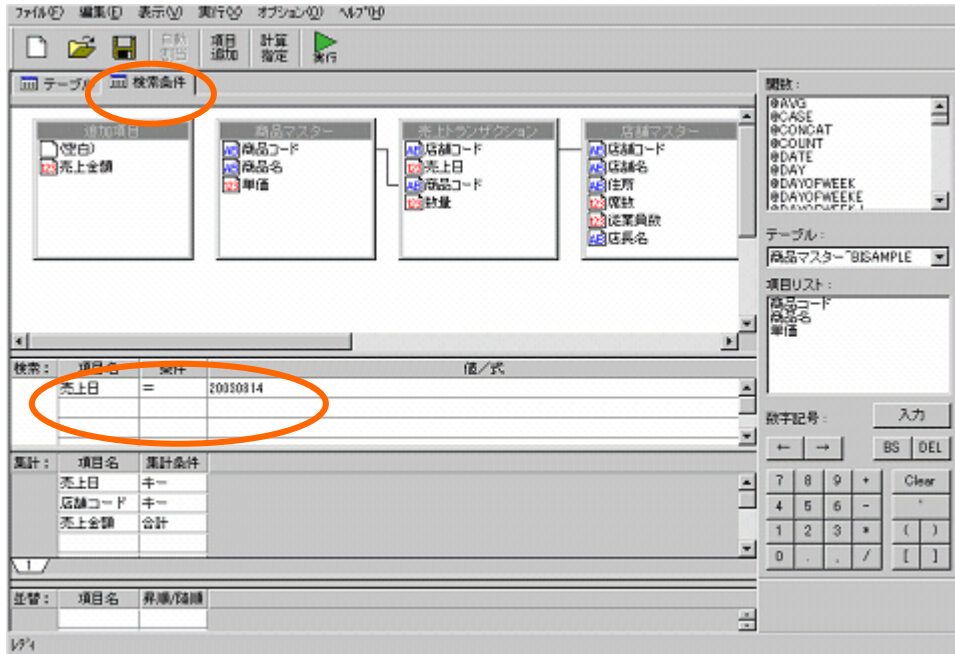 ファイル(F) 編集(E) 表示(V) 実行(X) オプション(O) ヘルプ(H)
自動 割当 項目 追加 計算 指定 実行
テーブル 検索条件
追加項目
(空白)
売上金額
商品マスター
商品コード
商品名
単価
売上トランザクション
店舗コード
売上日
商品コード
数量
店舗マスター
店舗コード
店舗名
住所
席数
従業員数
店長名
関数:
@AVG
@CASE
@CONCAT
@COUNT
@DATE
@DAY
@DAYOFWEEK
@DAYOFWEEKE
テーブル:
商品マスター~BISAMPLE
項目リスト:
商品コード
商品名
単価
検索: 項目名 条件 値/式
売上日 = 20030314
集計: 項目名 集計条件
売上日 キー
店舗コード キー
売上金額 合計
1
並替: 項目名 昇順/降順
数字記号: 入力
← → BS DEL
7 8 9 + Clear
4 5 6 - '
1 2 3 * ( )
0 . , / [ ]
レディ